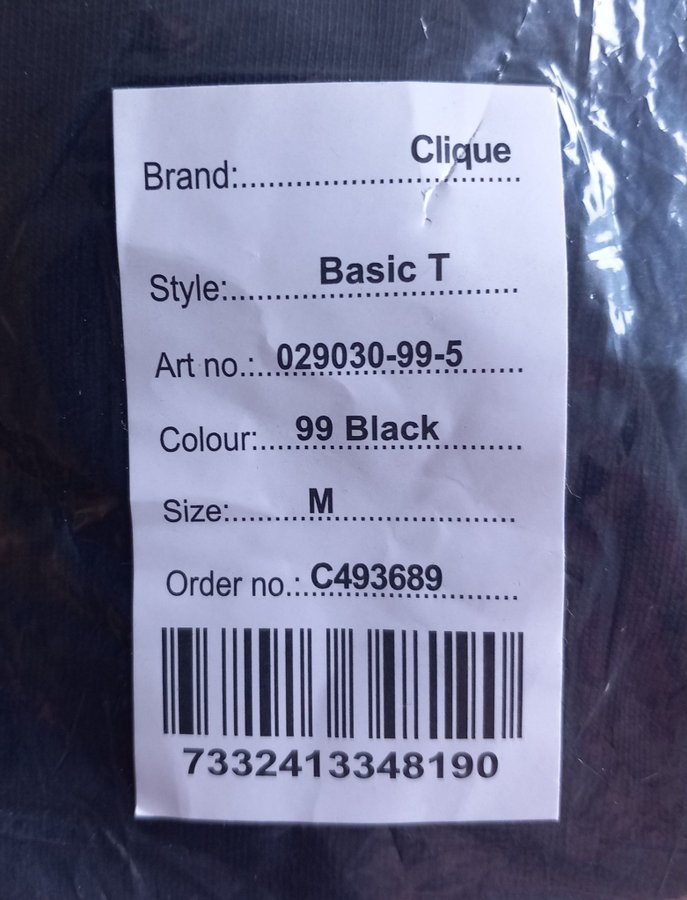 Brand:................................ Clique
Style:................................ Basic T
Art no.:.. 029030-99-5
Colour:.... 99 Black
Size:......... M
Order no.: C493689
7332413348190